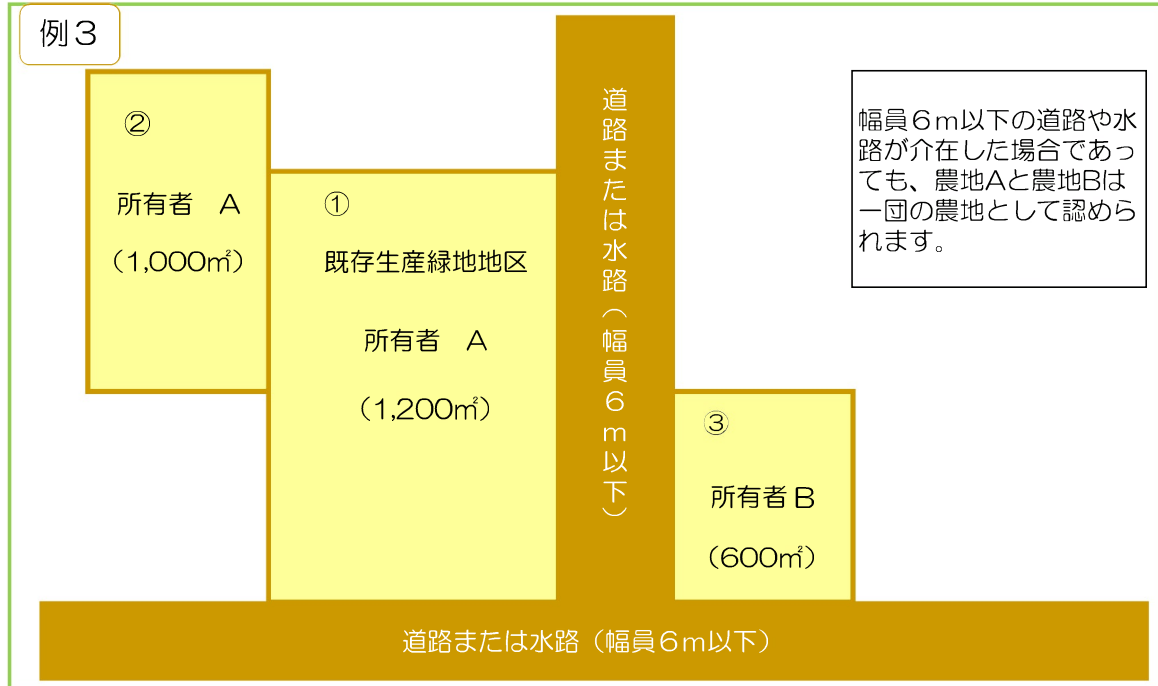 例3
②
所有者　A
（1,000㎡）
①
既存生産緑地地区
所有者　A
（1,200㎡）
道路または水路（幅員6m以下）
幅員6m以下の道路や水
路が介在した場合であっ
ても、農地Aと農地Bは
一団の農地として認めら
れます。
③
所有者B
（600㎡）
道路または水路（幅員6m以下）